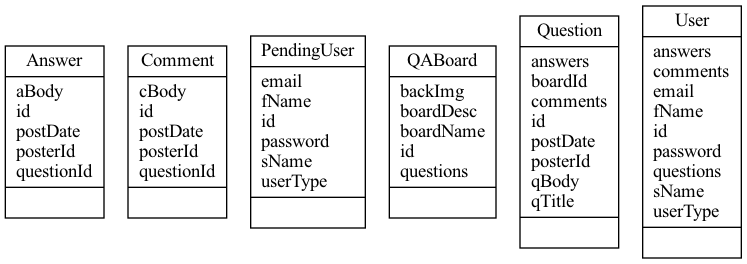 Answer
aBody
id
postDate
posterId
questionId
Comment
cBody
id
postDate
posterId
questionId
PendingUser
email
fName
id
password
sName
userType
QABoard
backImg
boardDesc
boardName
id
questions
Question
answers
boardId
comments
id
postDate
posterId
qBody
qTitle
User
answers
comments
email
fName
id
password
questions
sName
userType